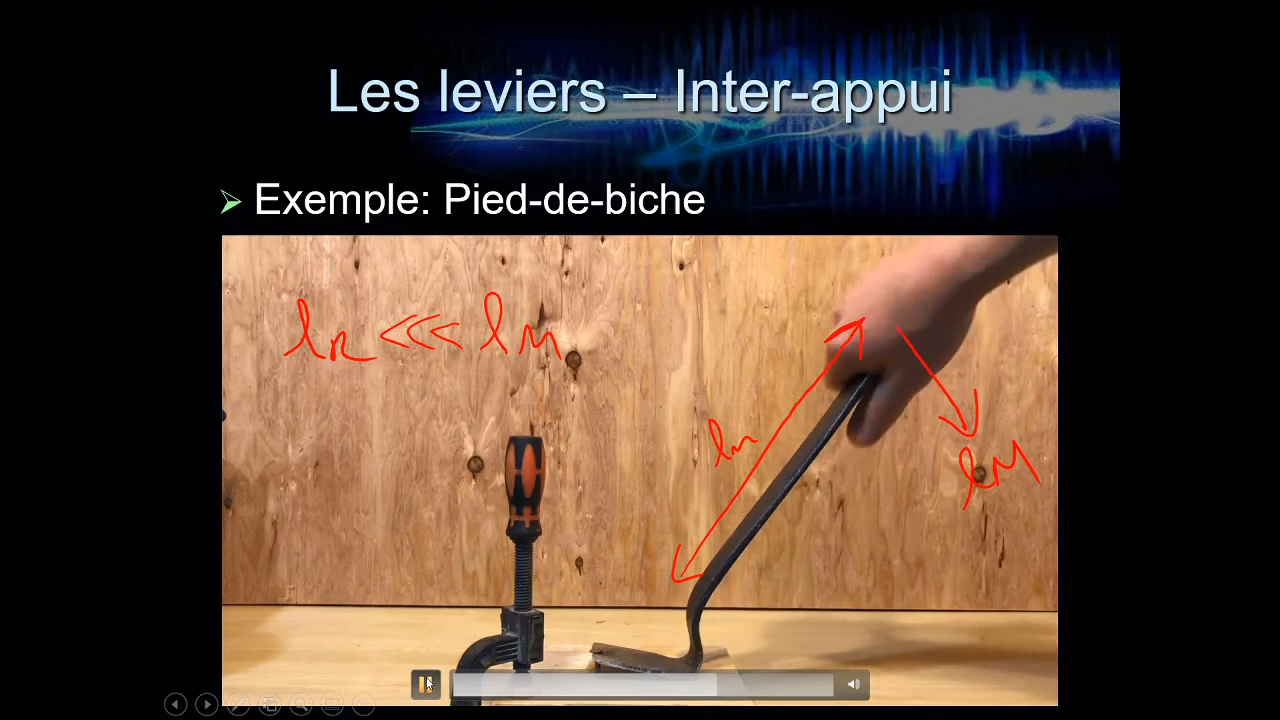 Les leviers – Inter-appui
Exemple: Pied-de-biche
lR <<< lM
lm
lM